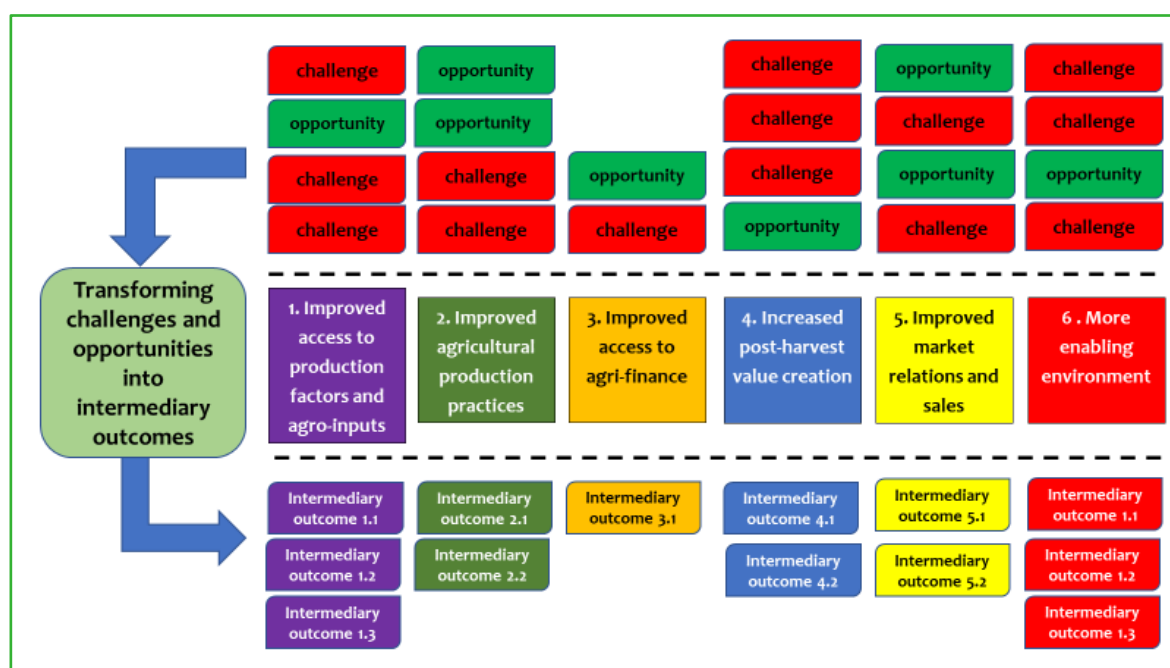 challenge
opportunity
challenge
challenge
opportunity
opportunity
challenge
challenge
opportunity
challenge
challenge
challenge
challenge
opportunity
opportunity
challenge
opportunity
challenge
challenge
challenge
opportunity
challenge
Transforming
challenges and
opportunities
into
intermediary
outcomes
1. Improved
access to
production
factors and
agro-inputs
2. Improved
agricultural
production
practices
3. Improved
access to
agri-finance
4. Increased
post-harvest
value creation
5. Improved
market
relations and
sales
6 . More
enabling
environment
Intermediary
outcome 1.1
Intermediary
outcome 1.2
Intermediary
outcome 1.3
Intermediary
outcome 2.1
Intermediary
outcome 2.2
Intermediary
outcome 3.1
Intermediary
outcome 4.1
Intermediary
outcome 4.2
Intermediary
outcome 5.1
Intermediary
outcome 5.2
Intermediary
outcome 1.1
Intermediary
outcome 1.2
Intermediary
outcome 1.3